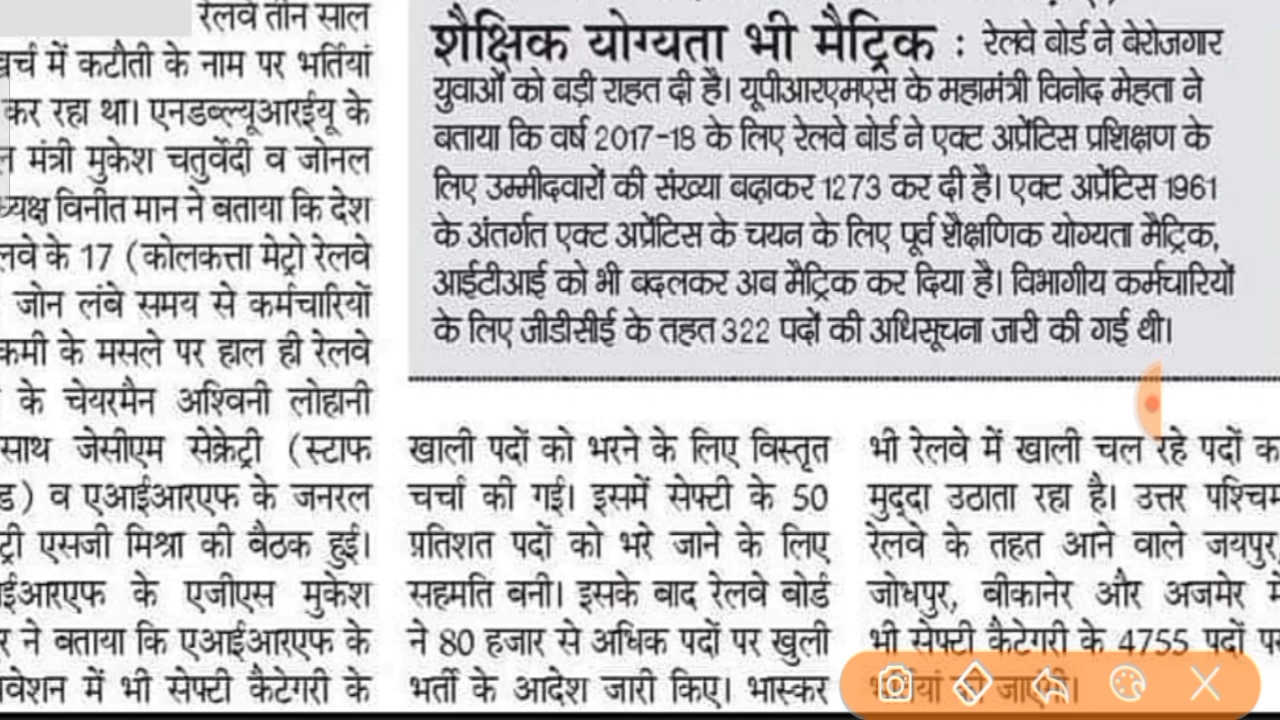 रेलवे तीन साल
खर्च में कटौती के नाम पर भर्तियां
कर रहा था। एनडब्ल्यूआरईयू के
मंत्री मुकेश चतुर्वेदी व जोनल
विनीत मान ने बताया कि देश
के 17 (कोलकत्ता मेट्रो रेलवे
जोन लंबे समय से कर्मचारियों
कमी के मसले पर हाल ही रेलवे
के चेयरमैन अश्विनी लोहानी
साथ जेसीएम सेक्रेट्री (स्टाफ
) व एआईआरएफ के जनरल
एसजी मिश्रा की बैठक हुई।
के एजीएस मुकेश
ने बताया कि एआईआरएफ के
में भी सेफ्टी कैटेगरी के
शैक्षिक योग्यता भी मैट्रिक : रेलवे बोर्ड ने बेरोजगार
युवाओं को बड़ी राहत दी है। यूपीआरएमएस के महामंत्री विनोद मेहता ने
बताया कि वर्ष 2017-18 के लिए रेलवे बोर्ड ने एक्ट अप्रेंटिस प्रशिक्षण के
लिए उम्मीदवारों की संख्या बढ़ाकर 1273 कर दी है। एक्ट अप्रेंटिस 1961
के अंतर्गत एक्ट अप्रेंटिस के चयन के लिए पूर्व शैक्षणिक योग्यता मैट्रिक,
आईटीआई को भी बदलकर अब मैट्रिक कर दिया है। विभागीय कर्मचारियों
के लिए जीडीसीई के तहत 322 पदों की अधिसूचना जारी की गई थी।
खाली पदों को भरने के लिए विस्तृत
चर्चा की गई। इसमें सेफ्टी के 50
प्रतिशत पदों को भरे जाने के लिए
सहमति बनी। इसके बाद रेलवे बोर्ड
ने 80 हजार से अधिक पदों पर खुली
भर्ती के आदेश जारी किए। भास्कर
भी रेलवे में खाली चल रहे पदों
मुद्दा उठाता रहा है। उत्तर पश्चिम
रेलवे के तहत आने वाले जयपुर,
जोधपुर, बीकानेर और अजमेर
भी सेफ्टी कैटेगरी के 4755 पदों